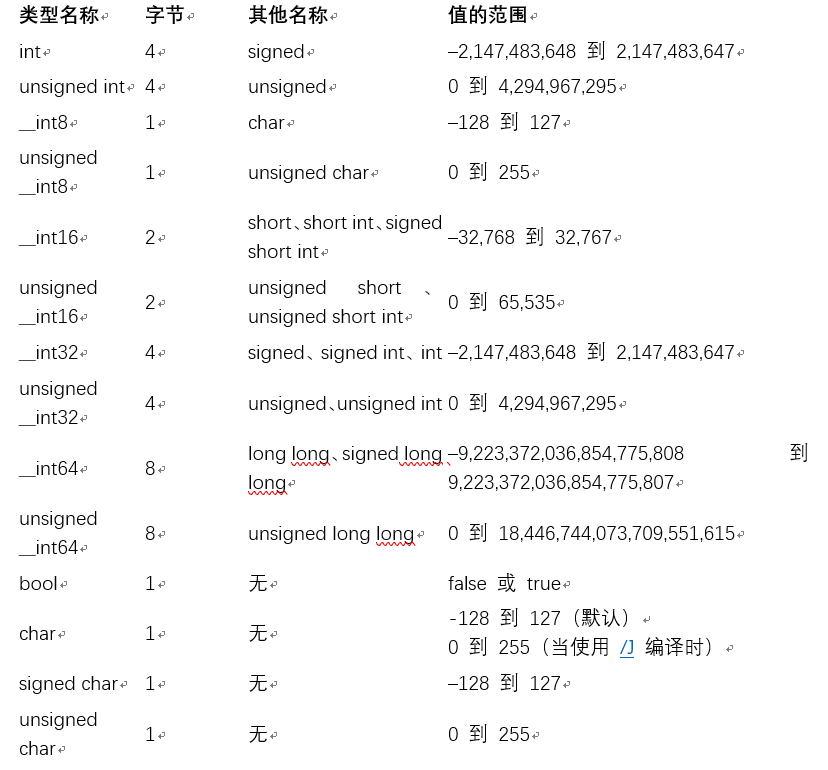 类型名称 字节 其他名称 值的范围
int 4 signed –2,147,483,648 到 2,147,483,647
unsigned int 4 unsigned 0 到 4,294,967,295
__int8 1 char –128 到 127
unsigned
__int8 1 unsigned char 0 到 255
__int16 2 short、short int、signed
short int –32,768 到 32,767
unsigned
__int16 2 unsigned short 、
unsigned short int 0 到 65,535
__int32 4 signed、signed int、int –2,147,483,648 到 2,147,483,647
unsigned
__int32 4 unsigned、unsigned int 0 到 4,294,967,295
__int64 8 long long、signed long
long –9,223,372,036,854,775,808 到
9,223,372,036,854,775,807
unsigned
__int64 8 unsigned long long 0 到 18,446,744,073,709,551,615
bool 1 无 false 或 true
char 1 无 -128 到 127（默认）
0 到 255（当使用 /J 编译时）
signed char 1 无 –128 到 127
unsigned
char 1 无 0 到 255